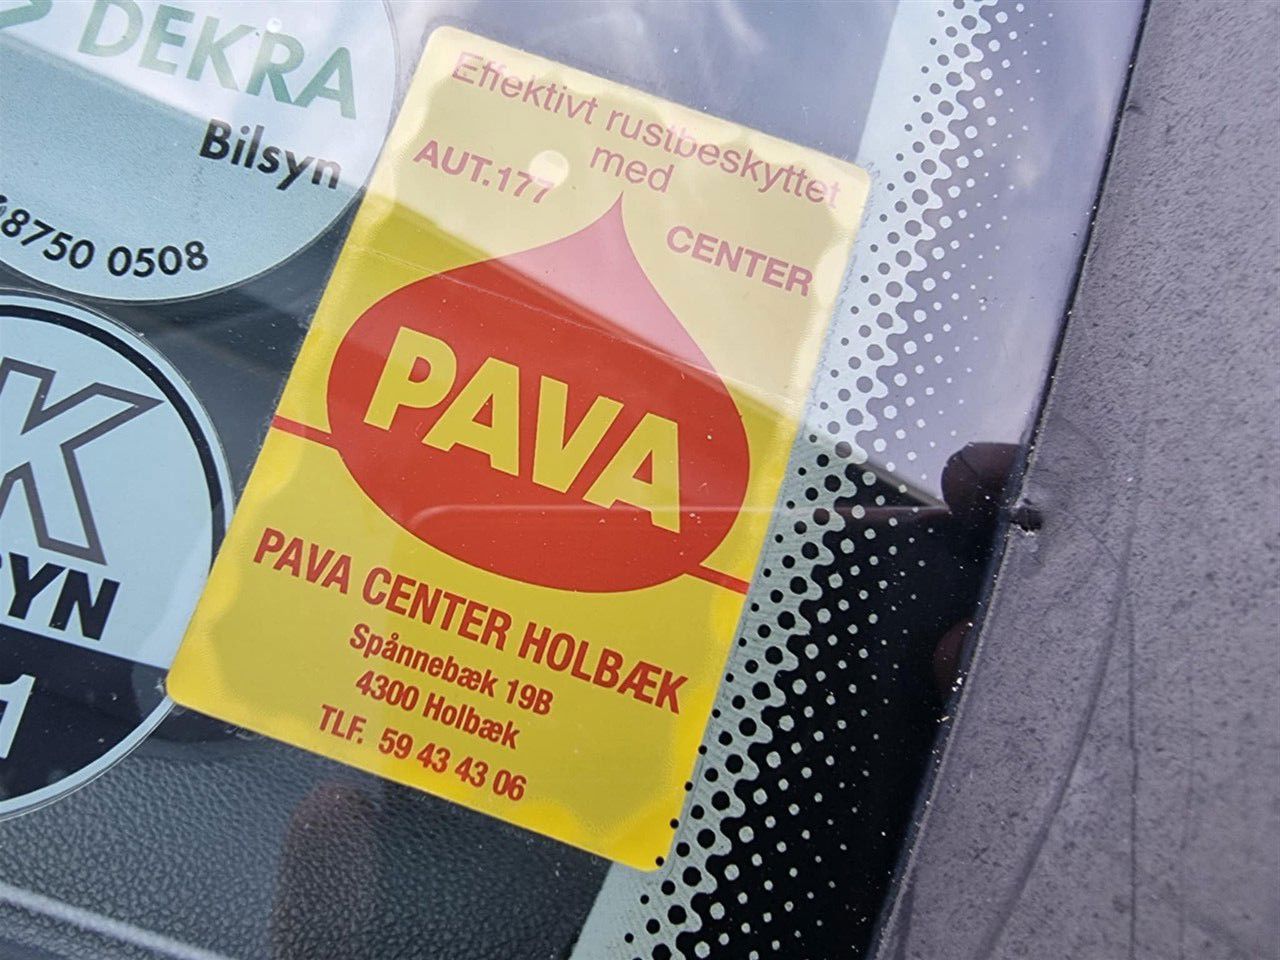 DEKRA
Bilsyn
8750 0508
K
SYN
1
Effektivt rustbeskyttet
med
AUT.177
CENTER
PAVA
PAVA CENTER HOLBÆK
Spånnebæk 19B
4300 Holbæk
TLF. 59 43 43 06